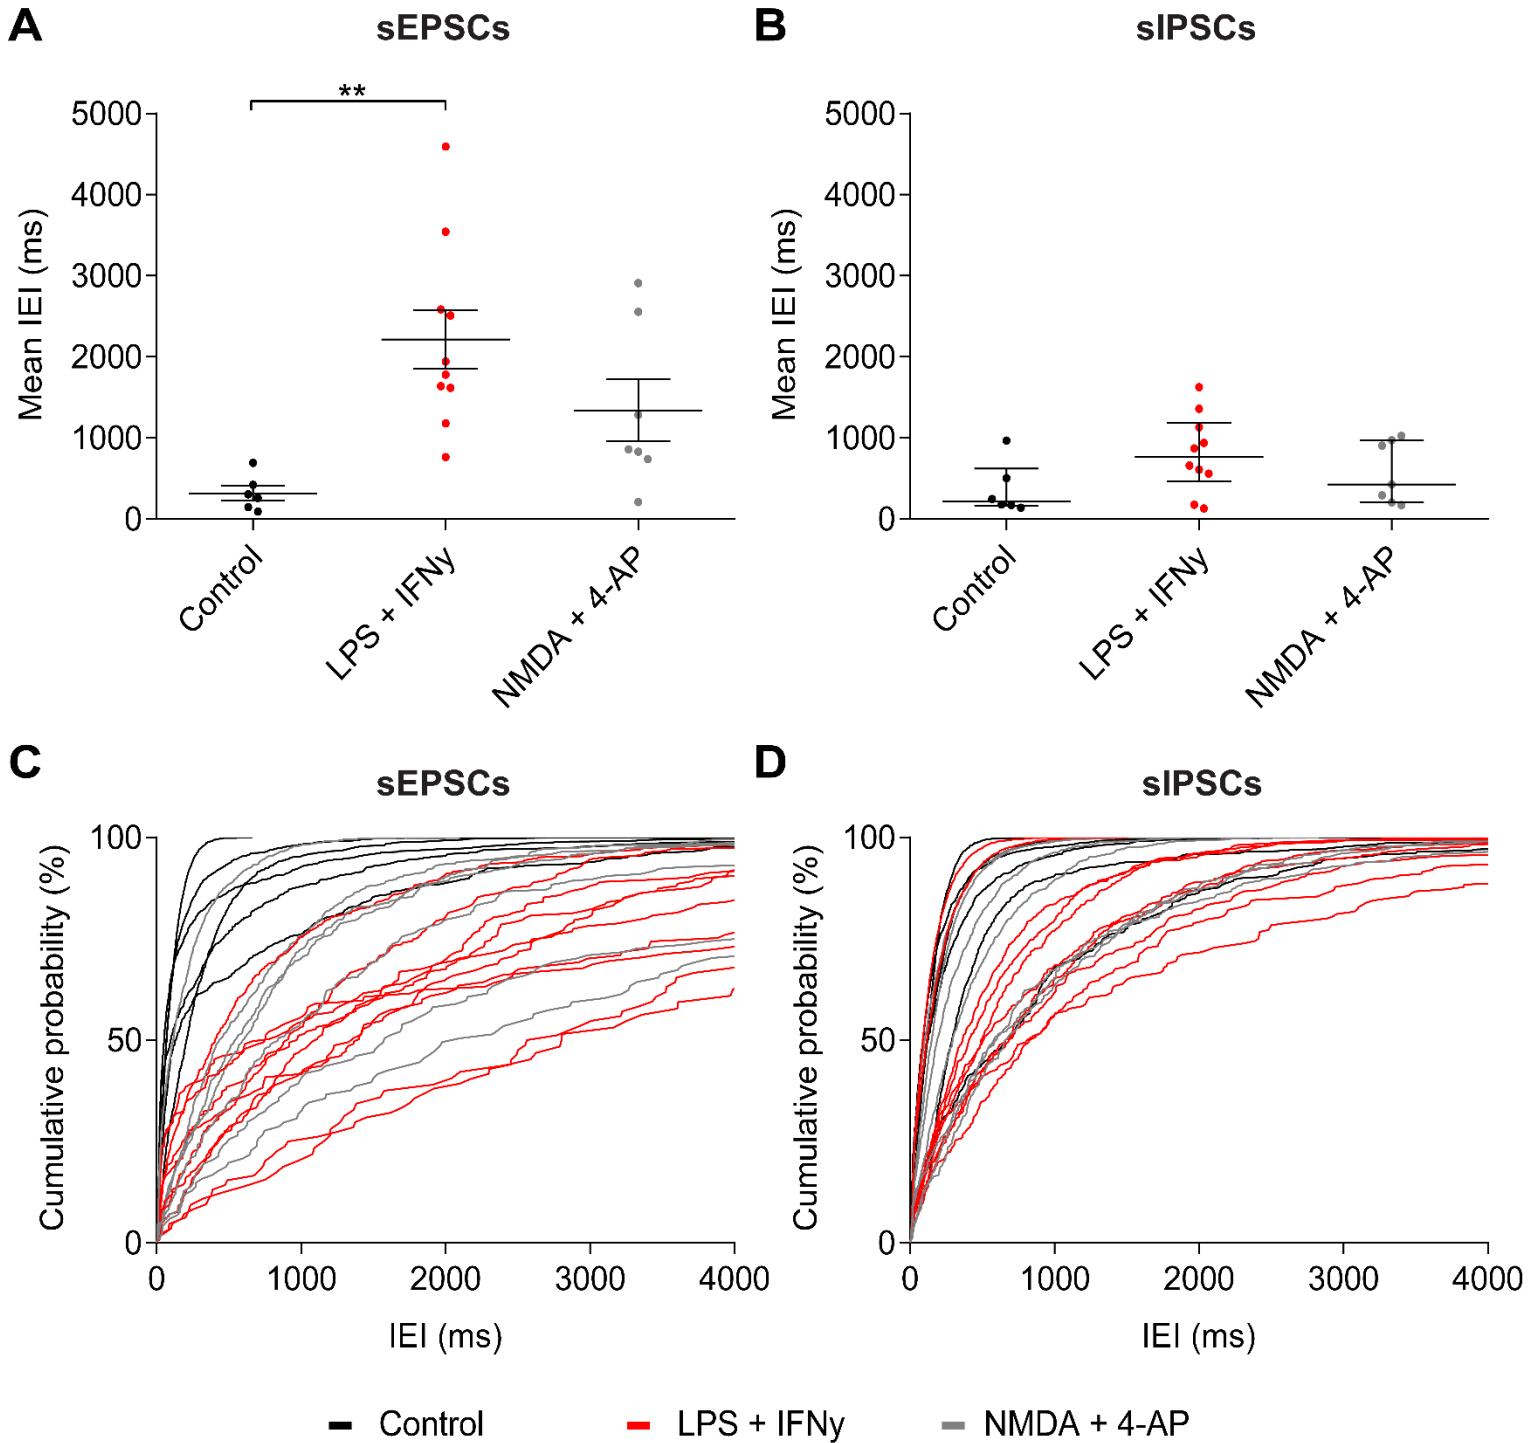 A
sEPSCs
B
sIPSCs
**
5000
4000
3000
2000
1000
0
Mean IEI (ms)
Control
LPS + IFNy
NMDA + 4-AP
5000
4000
3000
2000
1000
0
Mean IEI (ms)
Control
LPS + IFNy
NMDA + 4-AP
C
sEPSCs
D
sIPSCs
100
50
0
Cumulative probability (%)
0 1000 2000 3000 4000
IEI (ms)
100
50
0
Cumulative probability (%)
0 1000 2000 3000 4000
IEI (ms)
Control LPS + IFNy NMDA + 4-AP